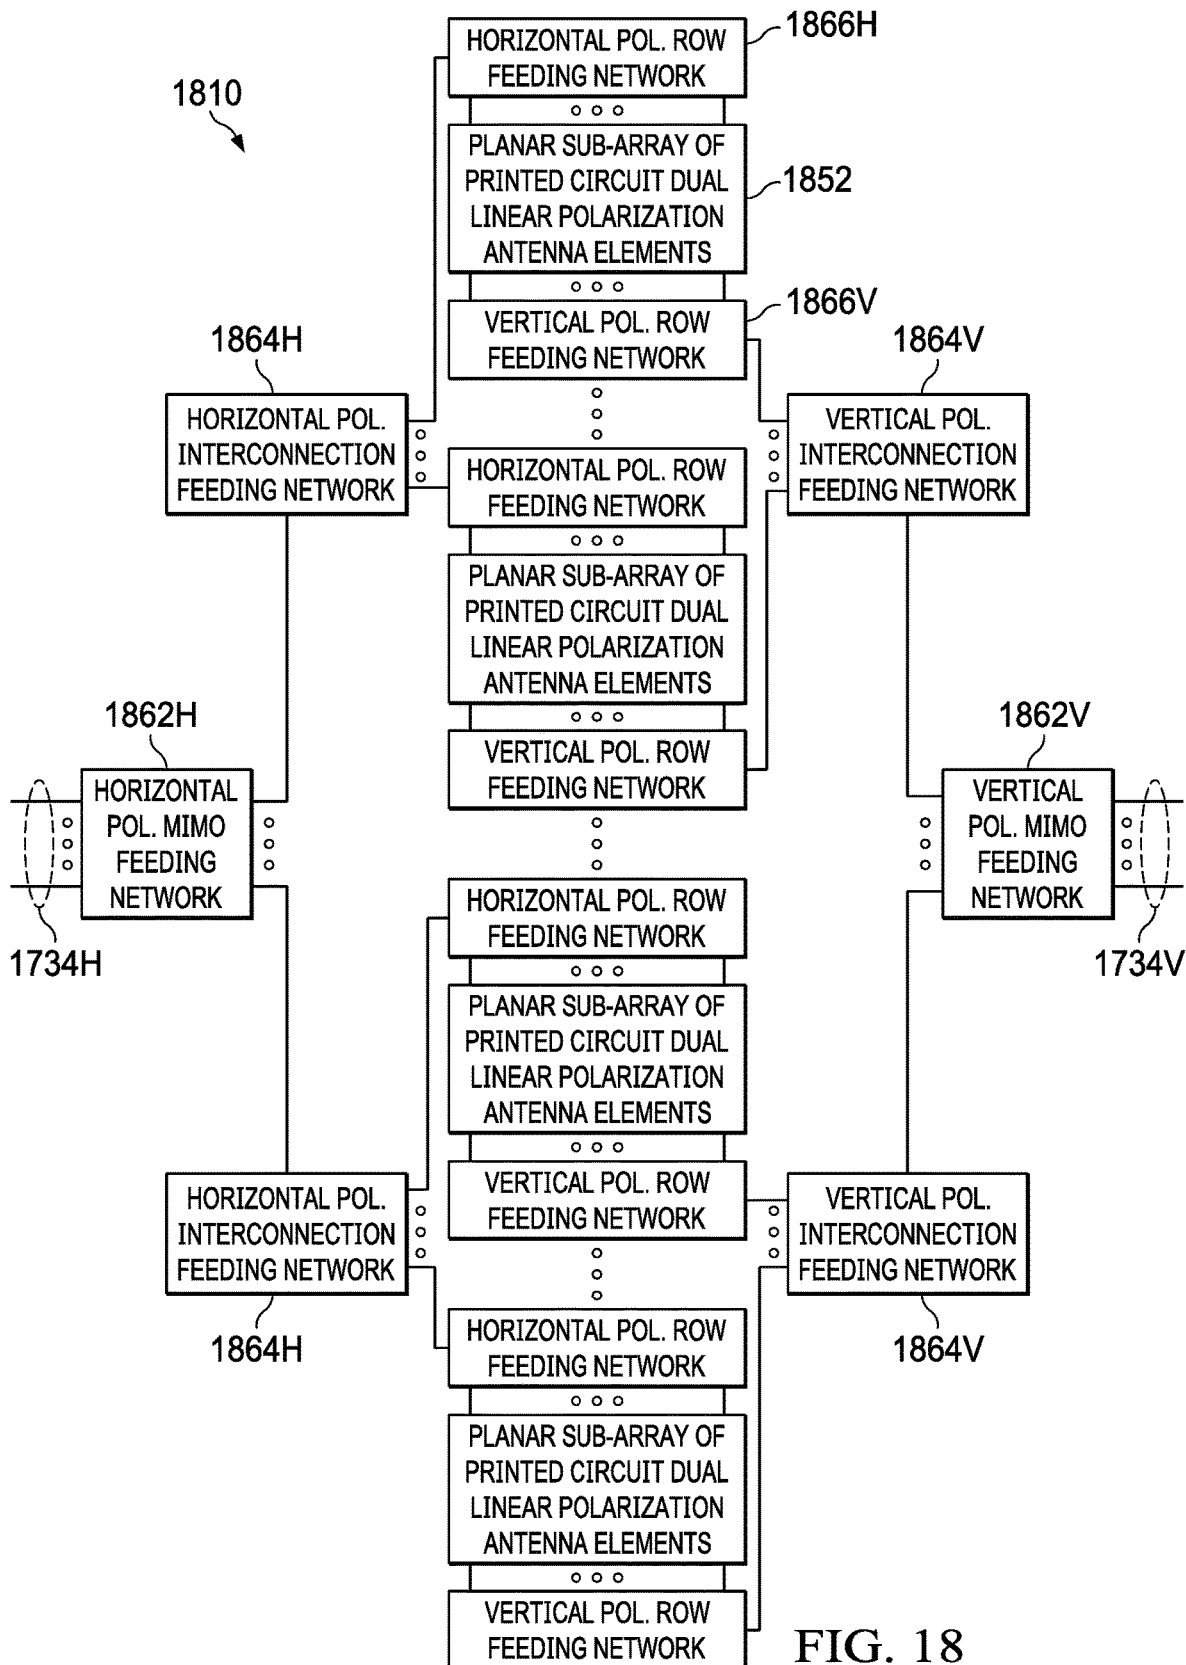 HORIZONTAL POL. ROW
FEEDING NETWORK
1866H
1810
PLANAR SUB-ARRAY OF
PRINTED CIRCUIT DUAL
LINEAR POLARIZATION
ANTENNA ELEMENTS
1852
VERTICAL POL. ROW
FEEDING NETWORK
1866V
1864H
HORIZONTAL POL.
INTERCONNECTION
FEEDING NETWORK
1864V
VERTICAL POL.
INTERCONNECTION
FEEDING NETWORK
HORIZONTAL POL. ROW
FEEDING NETWORK
PLANAR SUB-ARRAY OF
PRINTED CIRCUIT DUAL
LINEAR POLARIZATION
ANTENNA ELEMENTS
VERTICAL POL. ROW
FEEDING NETWORK
1862H
HORIZONTAL
POL. MIMO
FEEDING
NETWORK
1734H
1862V
VERTICAL
POL. MIMO
FEEDING
NETWORK
1734V
HORIZONTAL POL. ROW
FEEDING NETWORK
PLANAR SUB-ARRAY OF
PRINTED CIRCUIT DUAL
LINEAR POLARIZATION
ANTENNA ELEMENTS
VERTICAL POL. ROW
FEEDING NETWORK
HORIZONTAL POL.
INTERCONNECTION
FEEDING NETWORK
1864H
VERTICAL POL.
INTERCONNECTION
FEEDING NETWORK
1864V
HORIZONTAL POL. ROW
FEEDING NETWORK
PLANAR SUB-ARRAY OF
PRINTED CIRCUIT DUAL
LINEAR POLARIZATION
ANTENNA ELEMENTS
VERTICAL POL. ROW
FEEDING NETWORK
FIG. 18